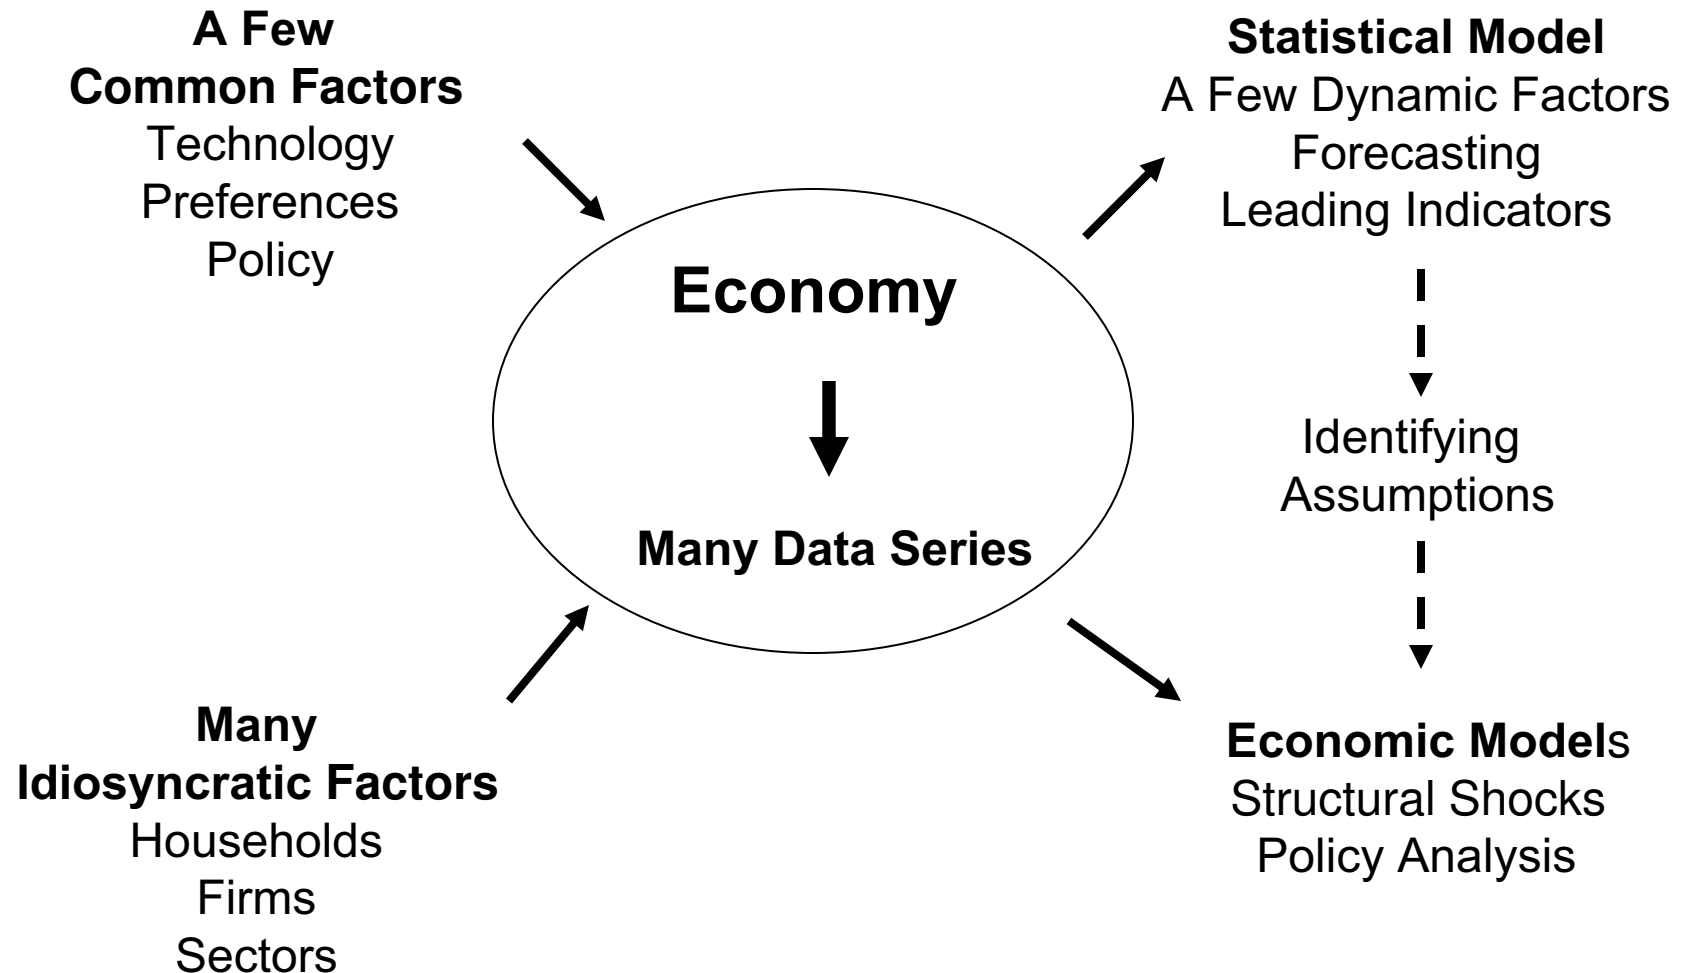 A Few
Common Factors
Technology
Preferences
Policy
Statistical Model
A Few Dynamic Factors
Forecasting
Leading Indicators
Economy
Many Data Series
Identifying
Assumptions
Many
Idiosyncratic Factors
Households
Firms
Sectors
Economic Models
Structural Shocks
Policy Analysis